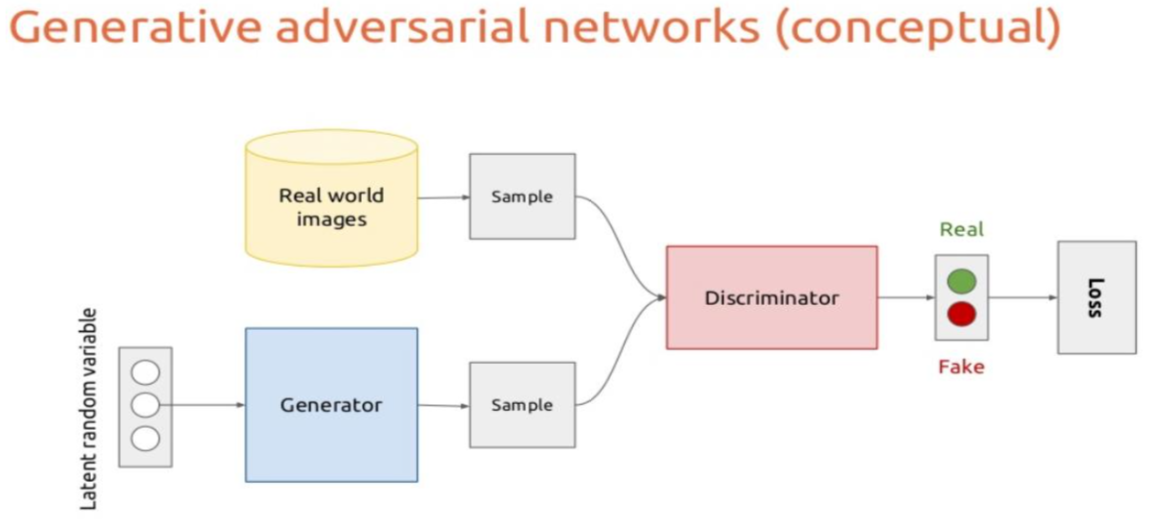 Generative adversarial networks (conceptual)
Real world
images
Sample
Real
Discriminator
Loss
Fake
Latent random variable
Generator
Sample